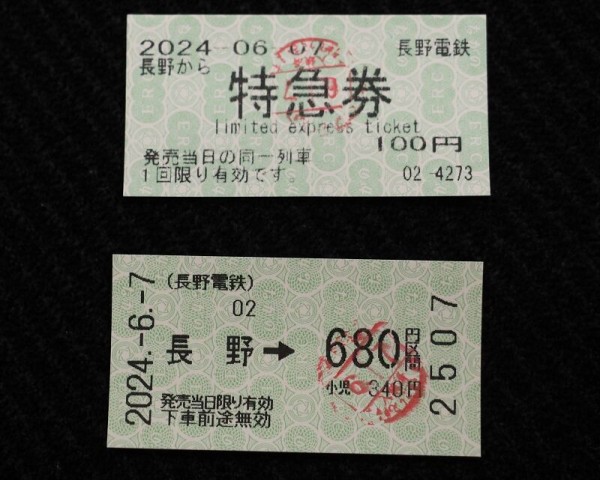 2024-06-07 長野電鉄
長野から
特急券
limited express ticket
100円
発売当日の同一列車
1回限り有効です。
02-4273
2024.-6.-7
(長野電鉄)
02
長野→680円区間
小児 340円
発売当日限り有効
下車前途無効
2507